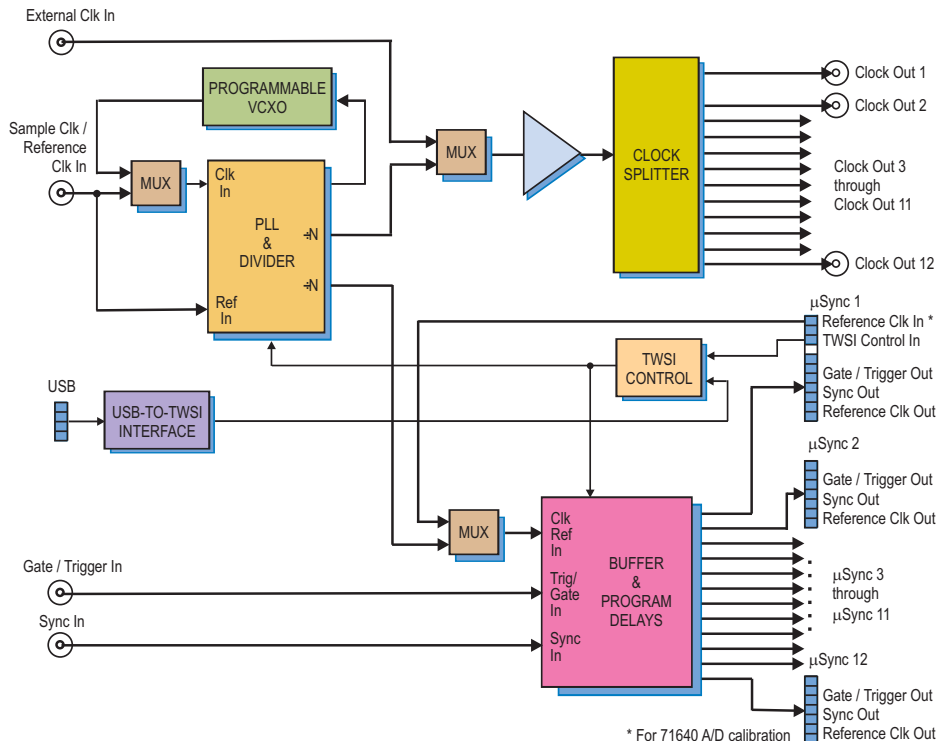 External Clk In
PROGRAMMABLE
VCXO
Sample Clk /
Reference
Clk In
MUX
Clk
In
PLL
&
DIVIDER
÷N
÷N
Ref
In
MUX
CLOCK
SPLITTER
Clock Out 1
Clock Out 2
Clock Out 3
through
Clock Out 11
Clock Out 12
µSync 1
Reference Clk In *
TWSI Control In
Gate / Trigger Out
Sync Out
Reference Clk Out
TWSI
CONTROL
USB
USB-TO-TWSI
INTERFACE
µSync 2
Gate / Trigger Out
Sync Out
Reference Clk Out
MUX
Clk
Ref
In
Trig/
Gate
In
Sync
In
BUFFER
&
PROGRAM
DELAYS
Gate / Trigger In
Sync In
µSync 3
through
µSync 11
µSync 12
Gate / Trigger Out
Sync Out
Reference Clk Out
* For 71640 A/D calibration